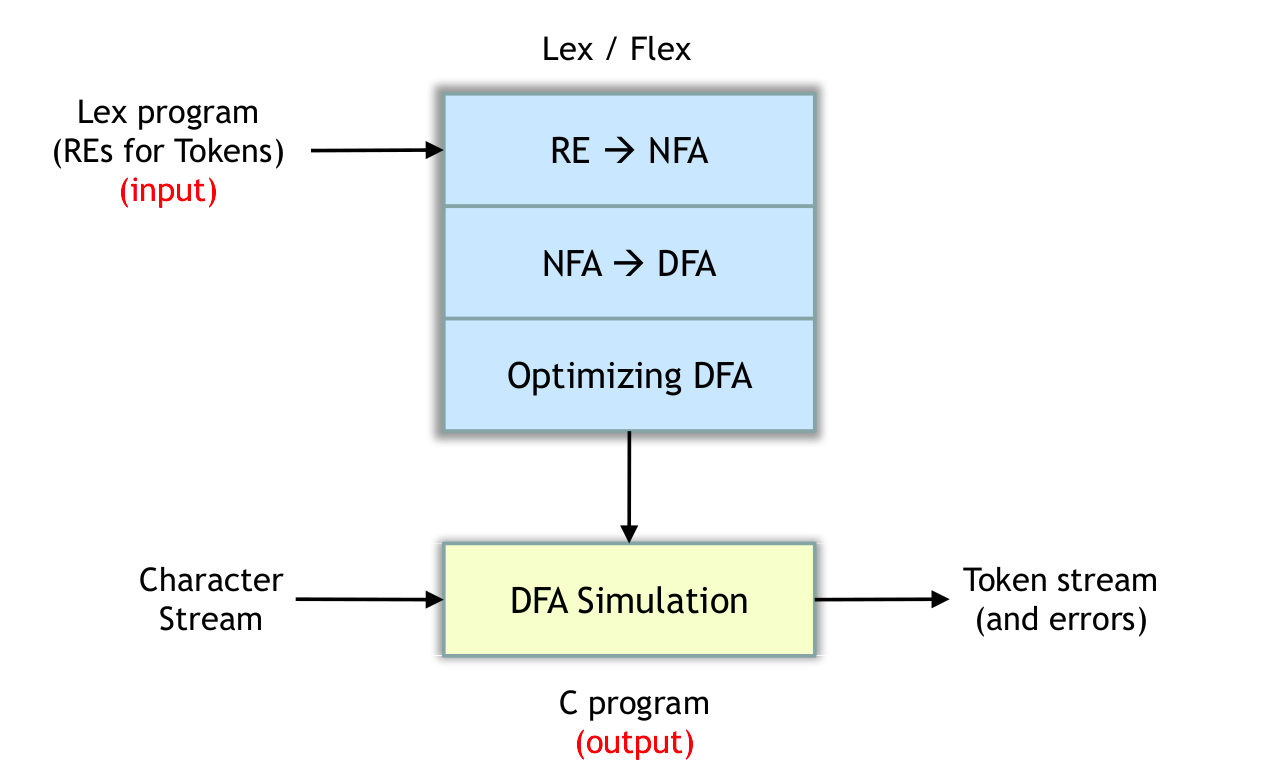 Lex / Flex
Lex program
(REs for Tokens)
(input)
RE → NFA
NFA → DFA
Optimizing DFA
Character
Stream
DFA Simulation
Token stream
(and errors)
C program
(output)